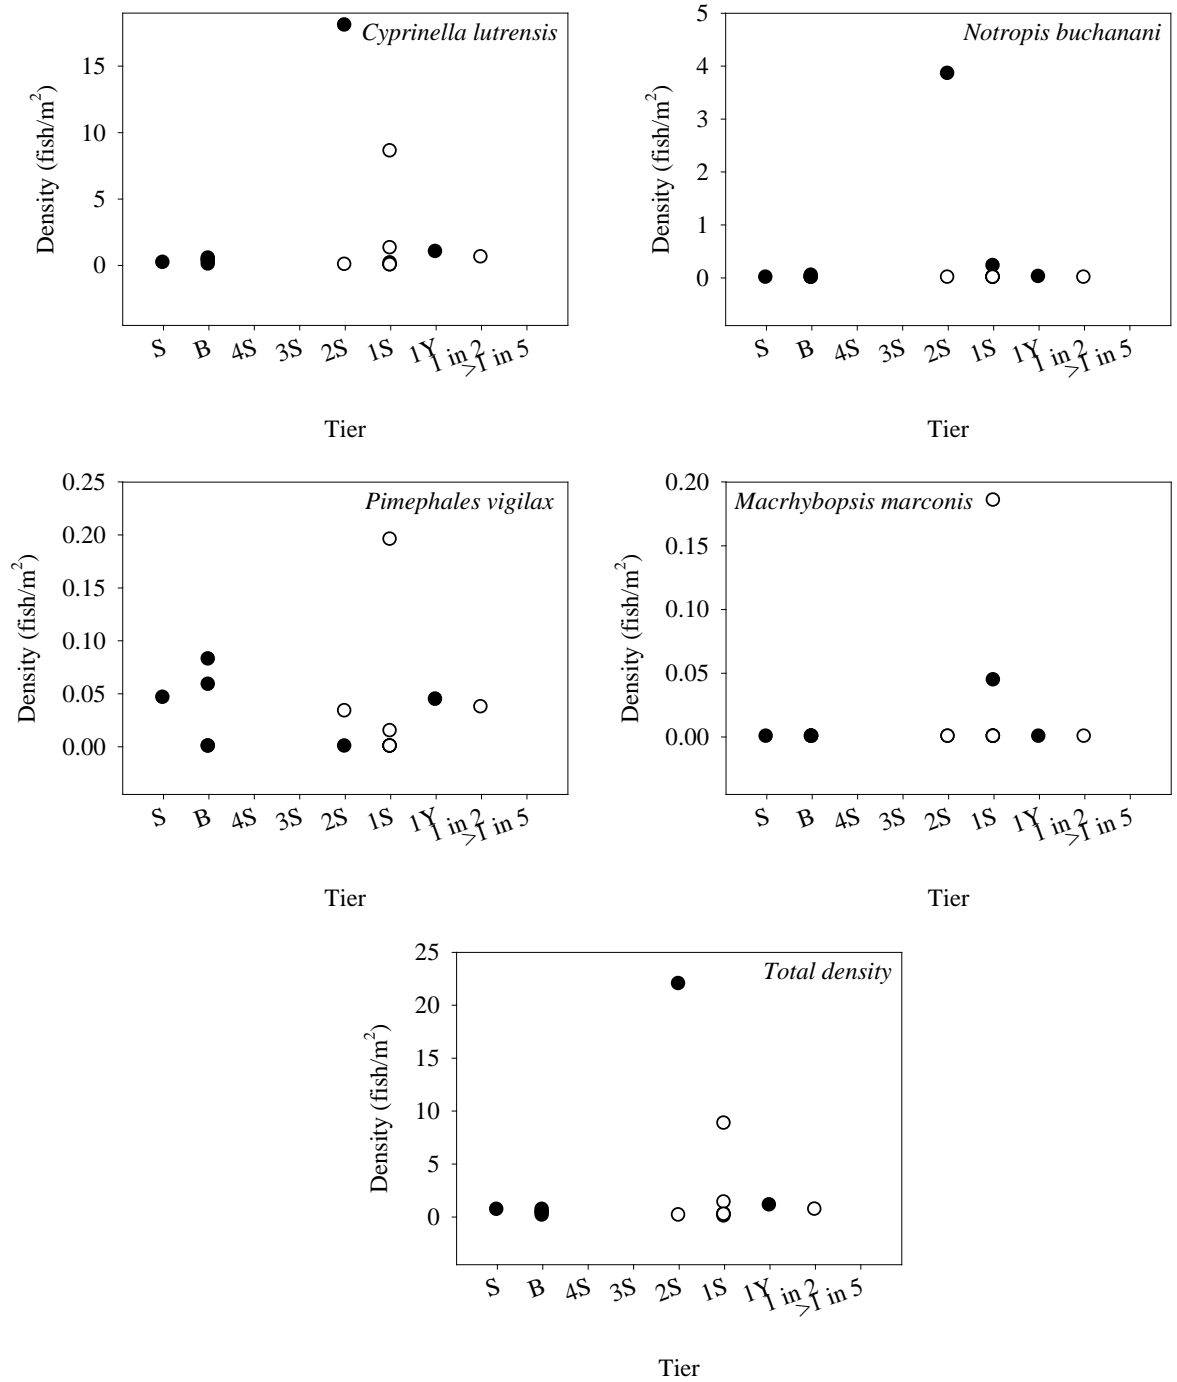 Cyprinella lutrensis
Density (fish/m²)
15
10
5
0
S B 4S 3S 2S 1S 1Y 1 in 2 >1 in 5
Tier
Notropis buchanani
Density (fish/m²)
5
4
3
2
1
0
S B 4S 3S 2S 1S 1Y 1 in 2 >1 in 5
Tier
Pimephales vigilax
Density (fish/m²)
0.25
0.20
0.15
0.10
0.05
0.00
S B 4S 3S 2S 1S 1Y 1 in 2 >1 in 5
Tier
Macrhybopsis marconis
Density (fish/m²)
0.20
0.15
0.10
0.05
0.00
S B 4S 3S 2S 1S 1Y 1 in 2 >1 in 5
Tier
Total density
Density (fish/m²)
25
20
15
10
5
0
S B 4S 3S 2S 1S 1Y 1 in 2 >1 in 5
Tier